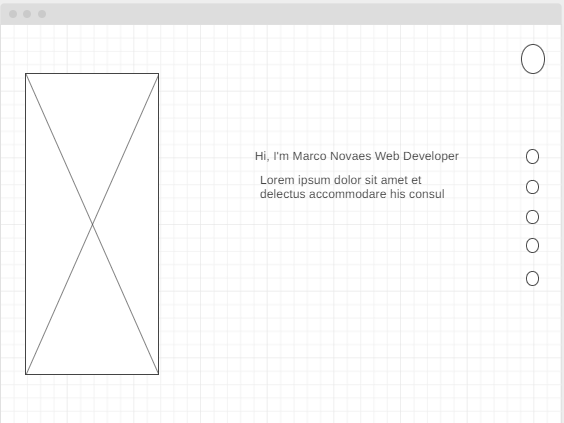 Hi, I'm Marco Novaes Web Developer
Lorem ipsum dolor sit amet et
delectus accommodare his consul